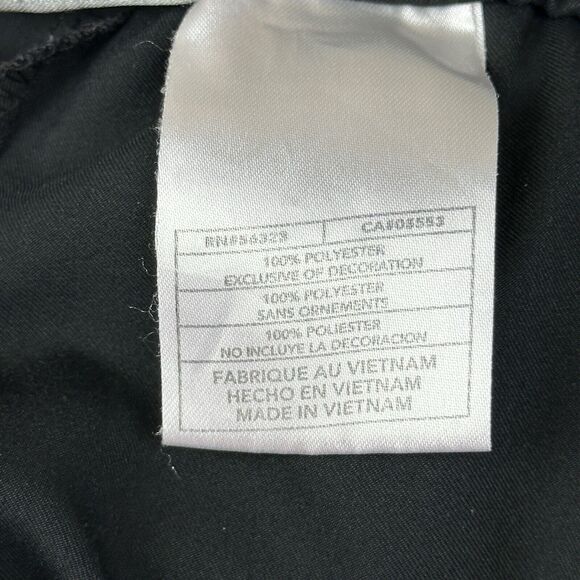 RN#56323 CA#05553
100% POLYESTER
EXCLUSIVE OF DECORATION
100% POLYESTER
SANS ORNEMENTS
100% POLIESTER
NO INCLUYE LA DECORACION
FABRIQUE AU VIETNAM
HECHO EN VIETNAM
MADE IN VIETNAM